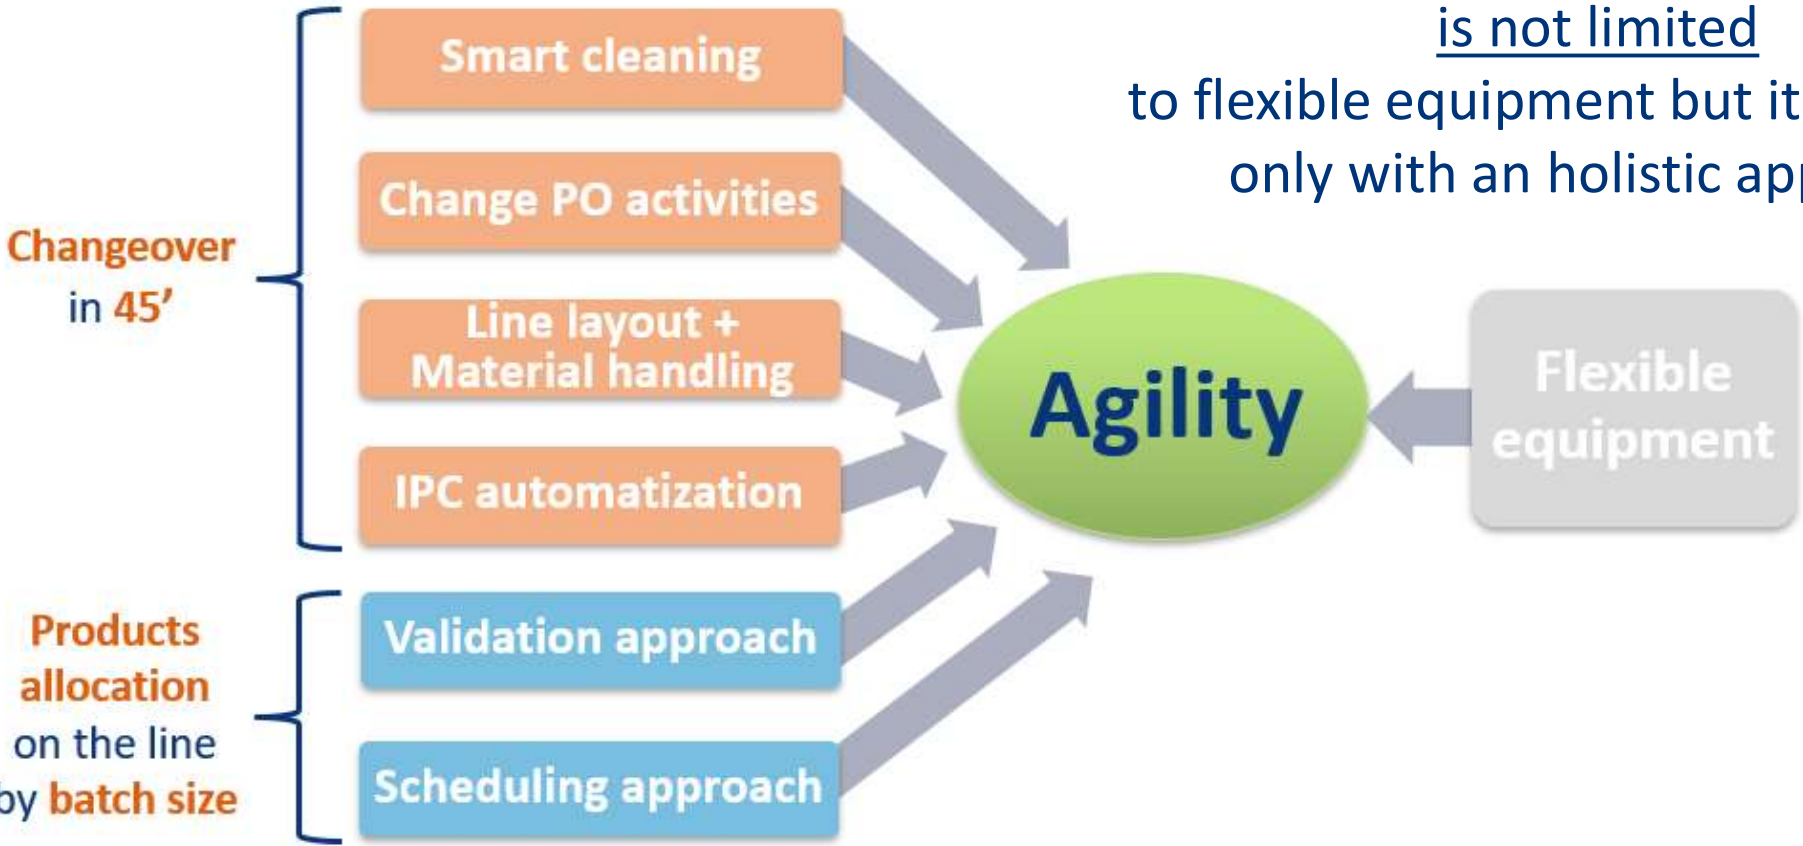 is not limited
to flexible equipment but it
only with an holistic
Smart cleaning
Change PO activities
Line layout +
Material handling
IPC automatization
Validation approach
Scheduling approach
Changeover
in 45’
Products
allocation
on the line
by batch size
Agility
Flexible
equipment